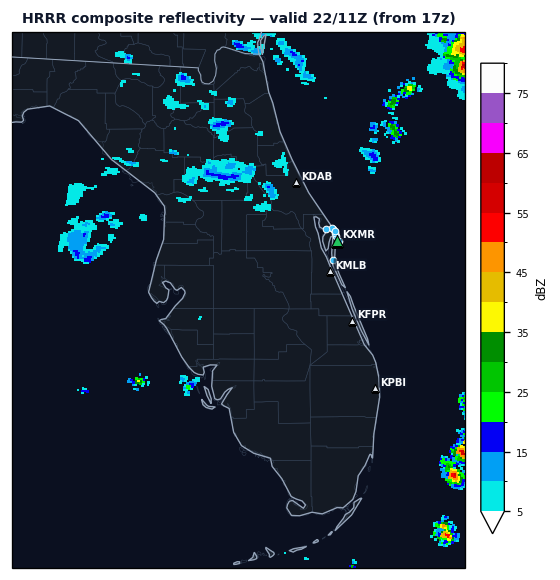 HRRR composite reflectivity — valid 22/11Z (from 17z)
KDAB
KXMR
KMLB
KFPR
KPBI
75
65
55
45
35
25
15
5
dBZ